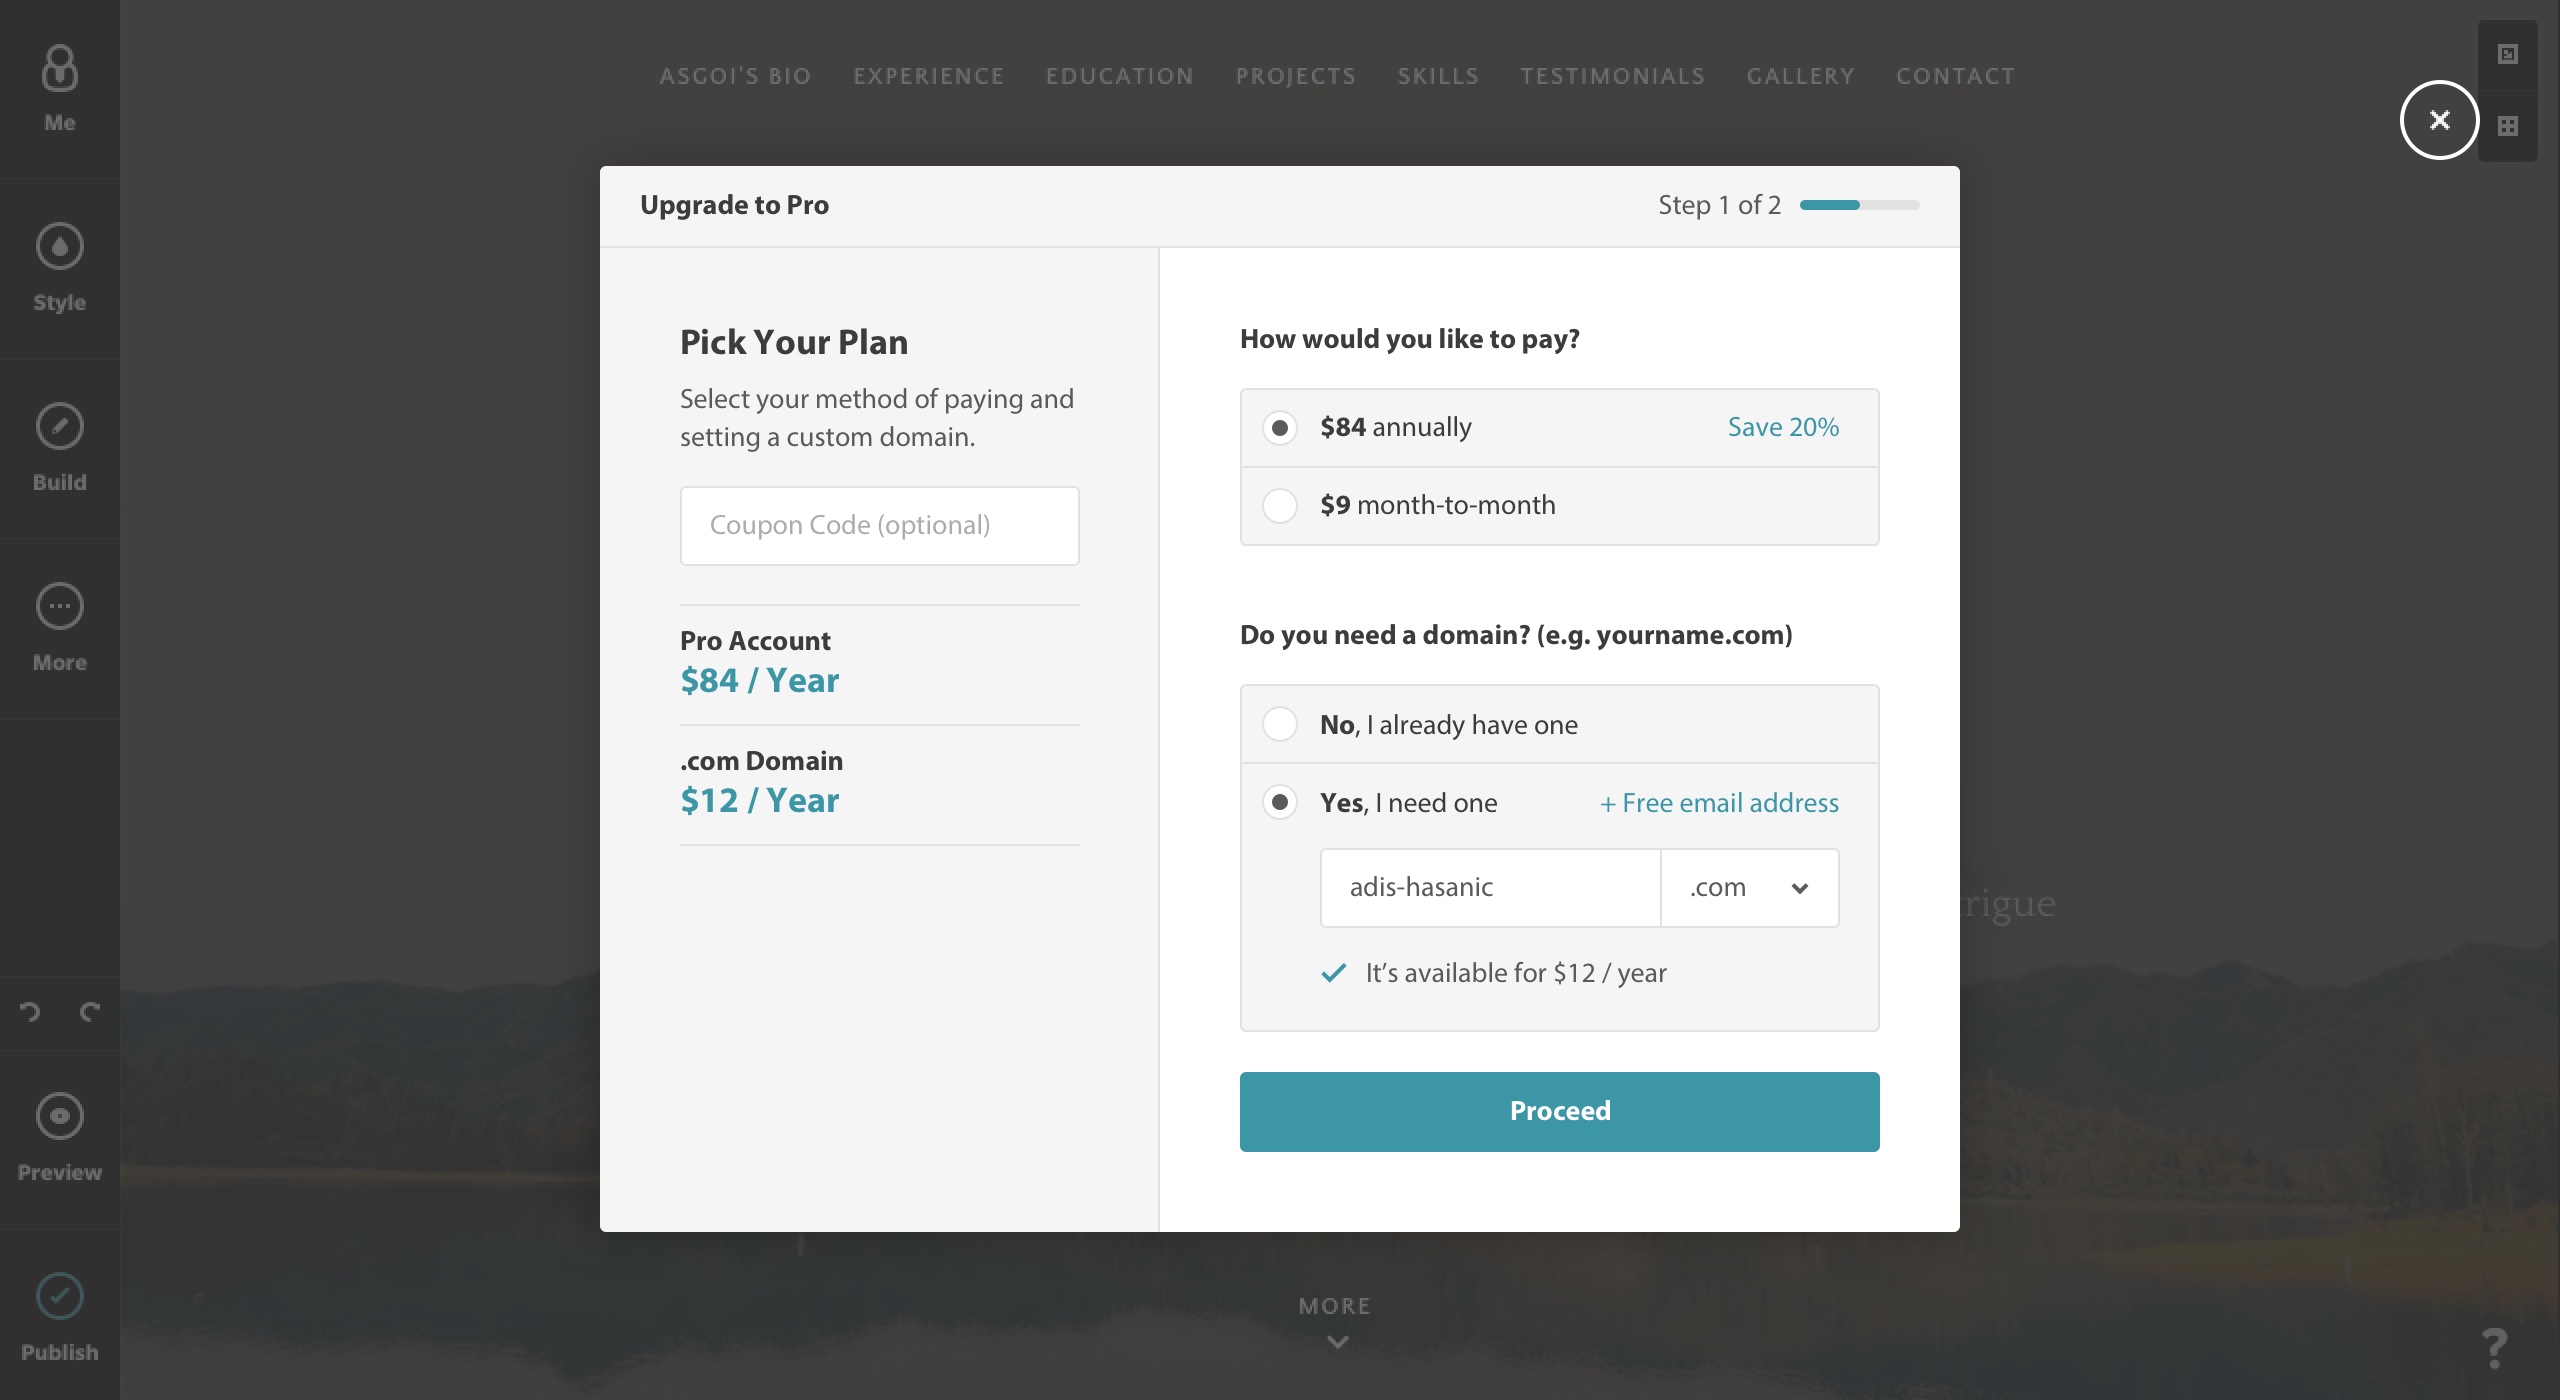 Me
Style
Build
More
Preview
Publish
ASGOI'S BIO EXPERIENCE EDUCATION PROJECTS SKILLS TESTIMONIALS GALLERY CONTACT
Upgrade to Pro
Step 1 of 2
Pick Your Plan
Select your method of paying and
setting a custom domain.
Coupon Code (optional)
Pro Account
$84 / Year
.com Domain
$12 / Year
How would you like to pay?
$84 annually Save 20%
$9 month-to-month
Do you need a domain? (e.g. yourname.com)
No, I already have one
Yes, I need one + Free email address
adis-hasanic .com
It’s available for $12 / year
Proceed
MORE
?